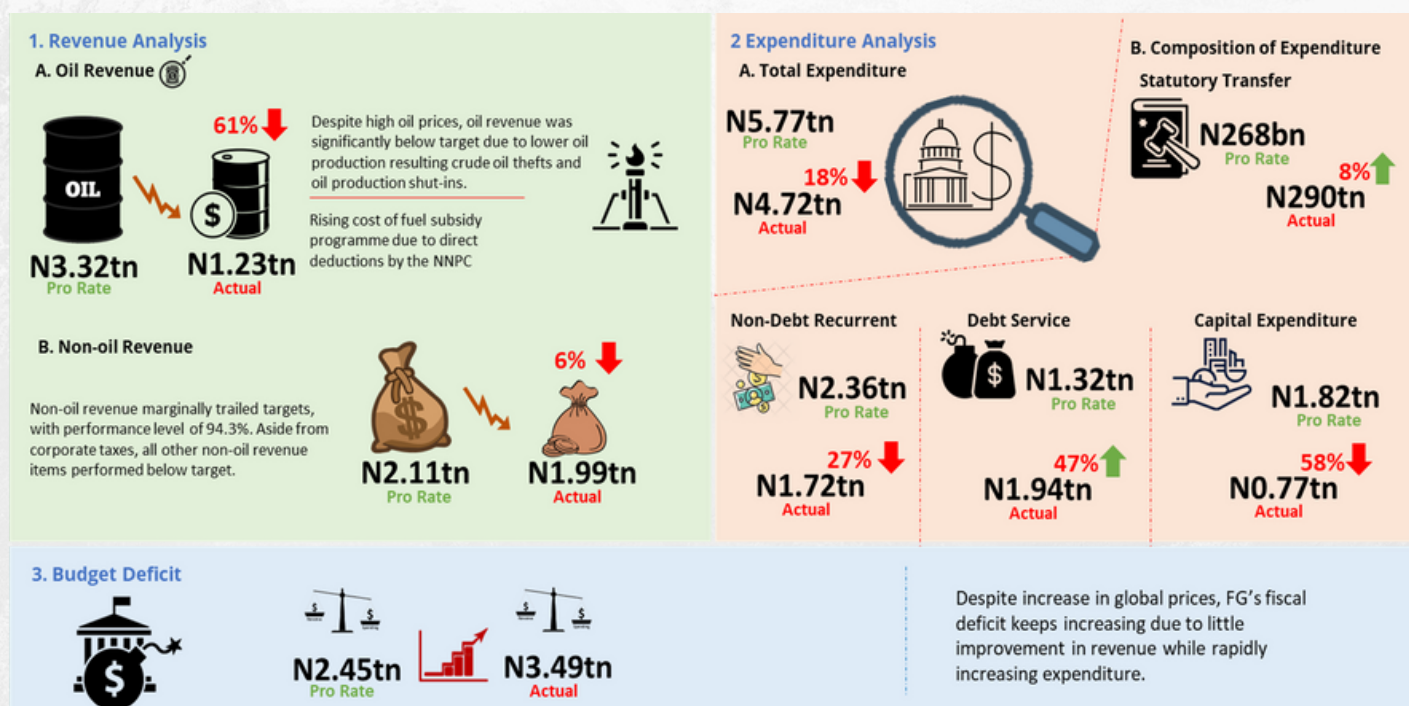 1. Revenue Analysis
A. Oil Revenue
OIL
$
61%
N3.32tn
Pro Rate
N1.23tn
Actual
Despite high oil prices, oil revenue was
significantly below target due to lower oil
production resulting crude oil thefts and
oil production shut-ins.
Rising cost of fuel subsidy
programme due to direct
deductions by the NNPC
B. Non-oil Revenue
Non-oil revenue marginally trailed targets,
with performance level of 94.3%. Aside from
corporate taxes, all other non-oil revenue
items performed below target.
$
N2.11tn
Pro Rate
6%
N1.99tn
Actual
2 Expenditure Analysis
A. Total Expenditure
N5.77tn
Pro Rate
18%
N4.72tn
Actual
$
B. Composition of Expenditure
Statutory Transfer
N268bn
Pro Rate
8%
N290tn
Actual
Non-Debt Recurrent
N2.36tn
Pro Rate
27%
N1.72tn
Actual
Debt Service
$
N1.32tn
Pro Rate
47%
N1.94tn
Actual
Capital Expenditure
N1.82tn
Pro Rate
58%
N0.77tn
Actual
3. Budget Deficit
$
$ $
N2.45tn
Pro Rate
$ $
N3.49tn
Actual
Despite increase in global prices, FG's fiscal
deficit keeps increasing due to little
improvement in revenue while rapidly
increasing expenditure.